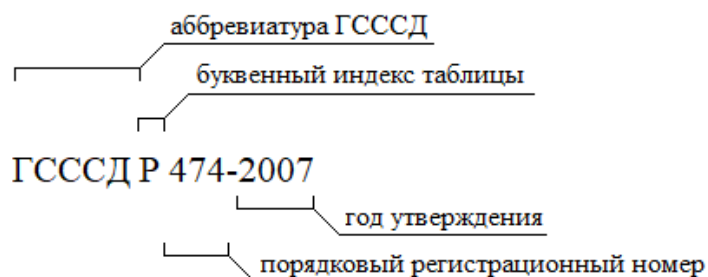 аббревиатура ГСССД
буквенный индекс таблицы
ГСССД Р 474-2007
год утверждения
порядковый регистрационный номер